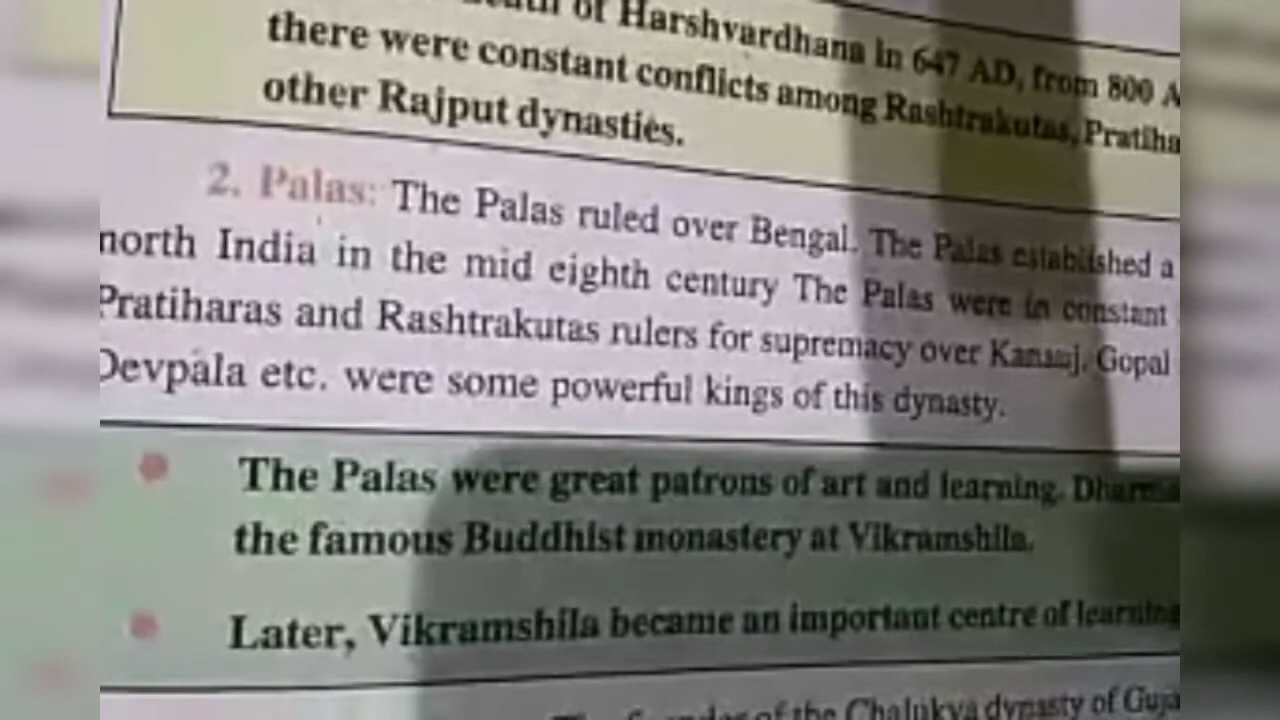 of Harshvardhana in 647 AD, from 800 A
there were constant conflicts among Rashtrakutas, Pratiha
other Rajput dynasties.
2. Palas: The Palas ruled over Bengal. The Palas established a
north India in the mid eighth century The Palas were in constant
Pratiharas and Rashtrakutas rulers for supremacy over Kanauj. Gopal
Devpala etc. were some powerful kings of this dynasty.
The Palas were great patrons of art and learning. Dharma
the famous Buddhist monastery at Vikramshila.
Later, Vikramshila became an important centre of learning
of the Chalukya dynasty of Guja